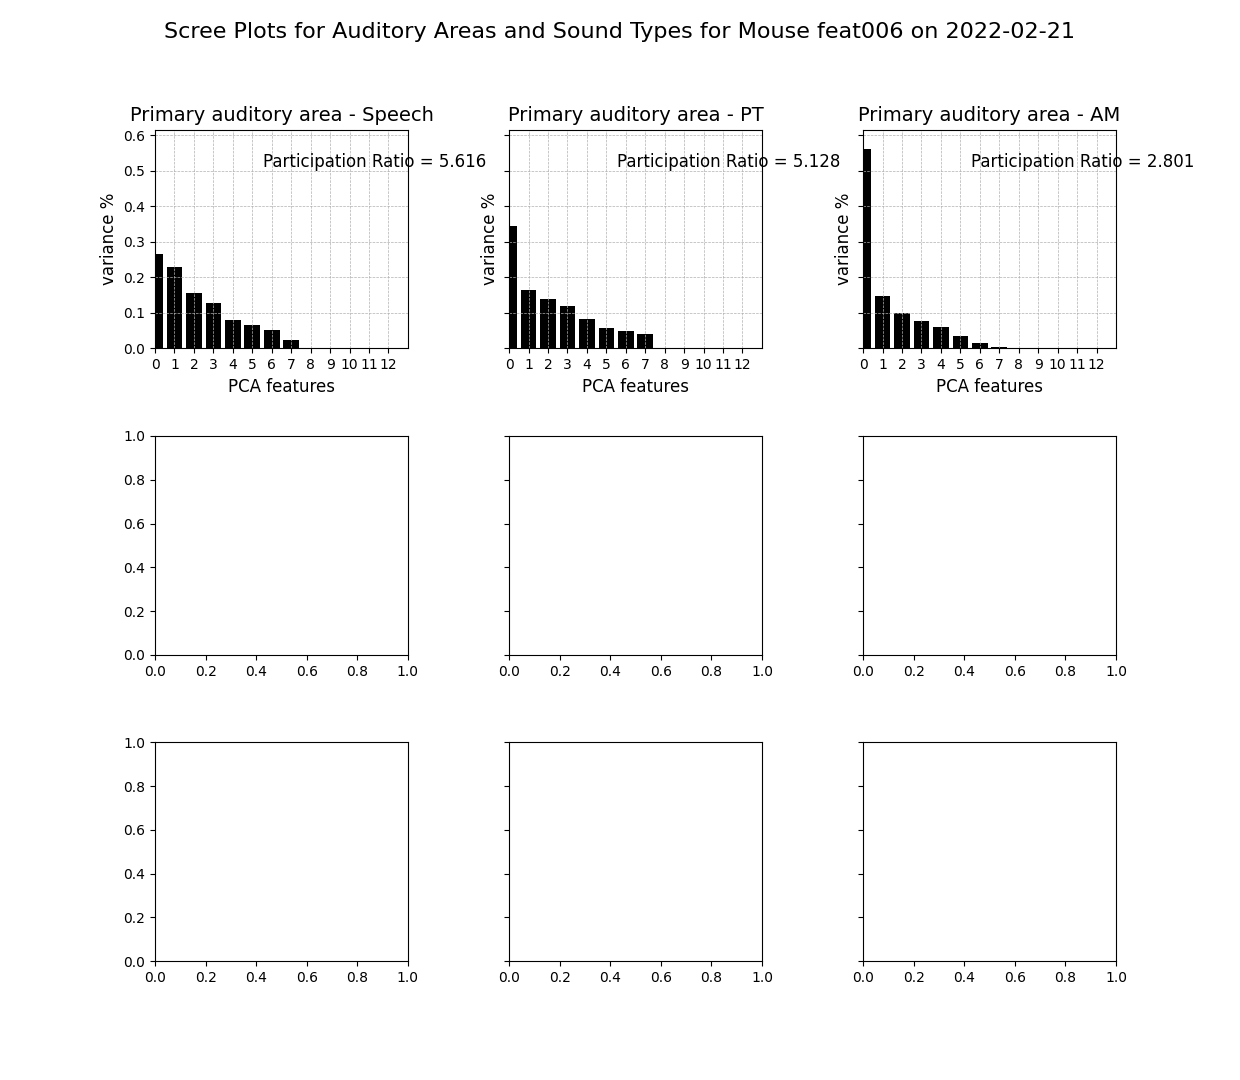 Scree Plots for Auditory Areas and Sound Types for Mouse feat006 on 2022-02-21
Primary auditory area - Speech
Primary auditory area - PT
Primary auditory area - AM
Participation Ratio = 5.616
Participation Ratio = 5.128
Participation Ratio = 2.801
variance %
variance %
variance %
0.6
0.5
0.4
0.3
0.2
0.1
0.0
0 1 2 3 4 5 6 7 8 9 10 11 12
0 1 2 3 4 5 6 7 8 9 10 11 12
0 1 2 3 4 5 6 7 8 9 10 11 12
PCA features
PCA features
PCA features
1.0
0.8
0.6
0.4
0.2
0.0
0.0 0.2 0.4 0.6 0.8 1.0
0.0 0.2 0.4 0.6 0.8 1.0
0.0 0.2 0.4 0.6 0.8 1.0
1.0
0.8
0.6
0.4
0.2
0.0
0.0 0.2 0.4 0.6 0.8 1.0
0.0 0.2 0.4 0.6 0.8 1.0
0.0 0.2 0.4 0.6 0.8 1.0